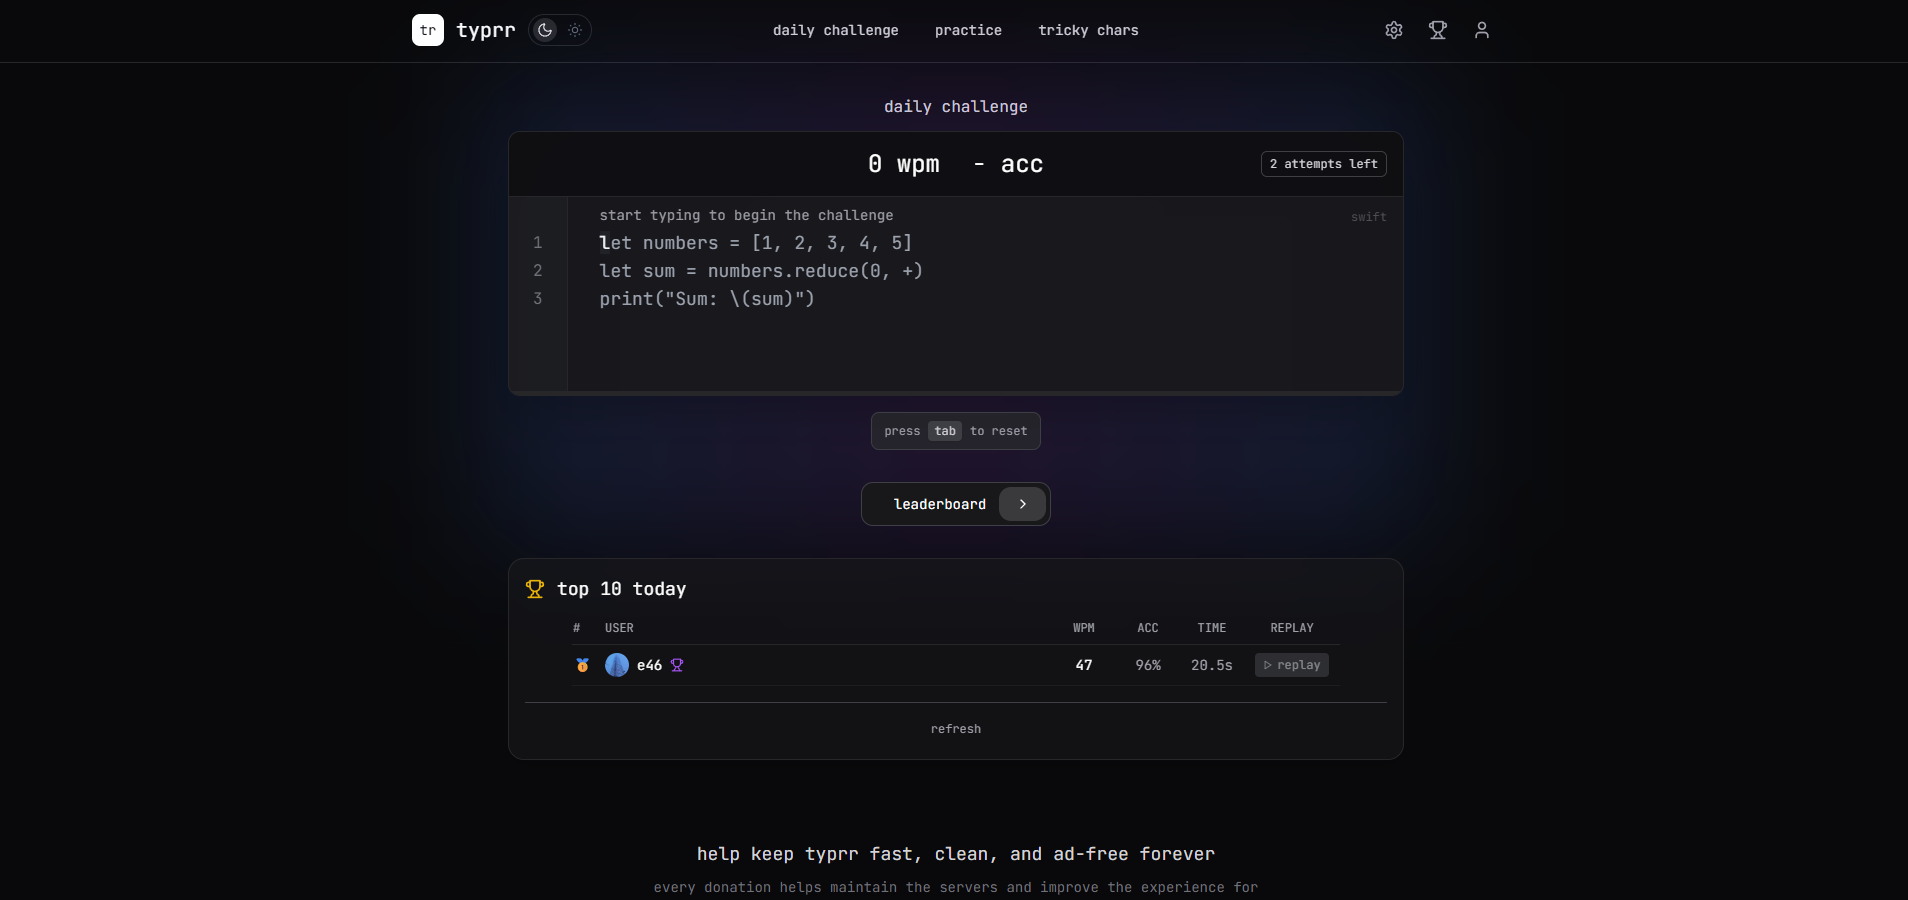 tr typrr daily challenge practice tricky chars
daily challenge
0 wpm - acc 2 attempts left
start typing to begin the challenge swift
1 let numbers = [1, 2, 3, 4, 5]
2 let sum = numbers.reduce(0, +)
3 print("Sum: \(sum)")
press tab to reset
leaderboard
top 10 today
# USER WPM ACC TIME REPLAY
1 e46 47 96% 20.5s replay
refresh
help keep typrr fast, clean, and ad-free forever
every donation helps maintain the servers and improve the experience for